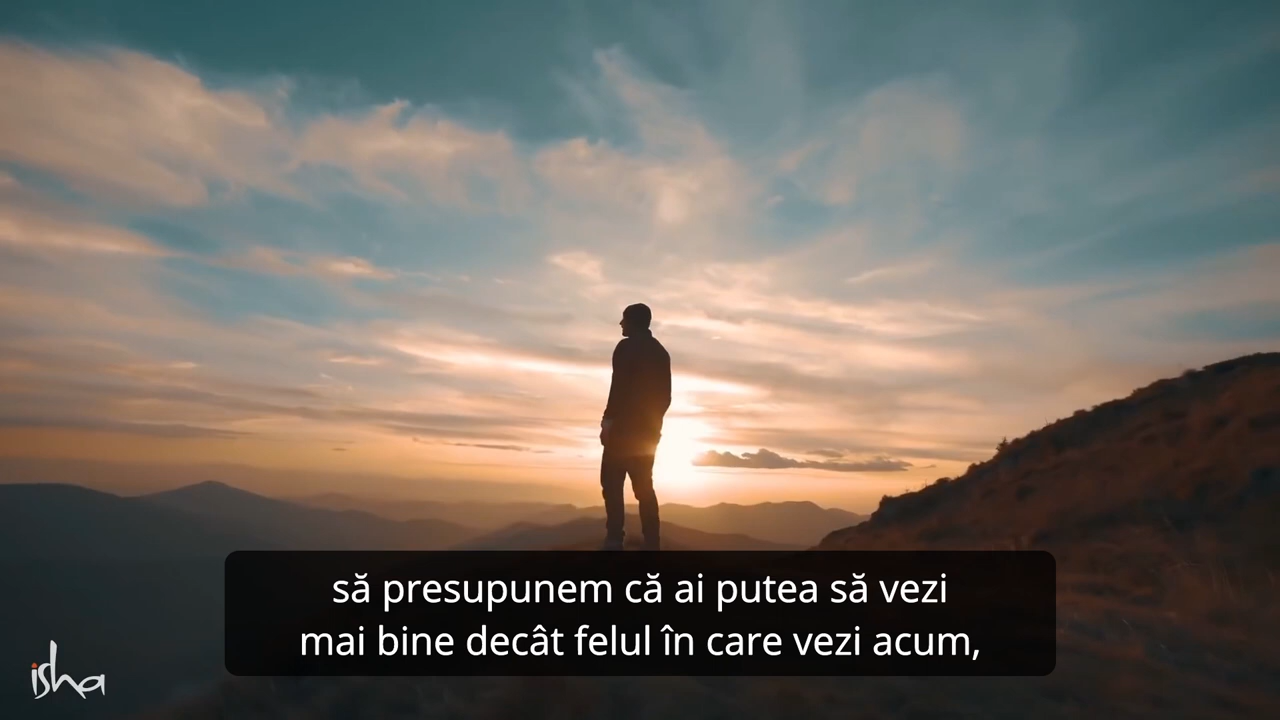 să presupunem că ai putea să vezi
mai bine decât felul în care vezi acum,
isha